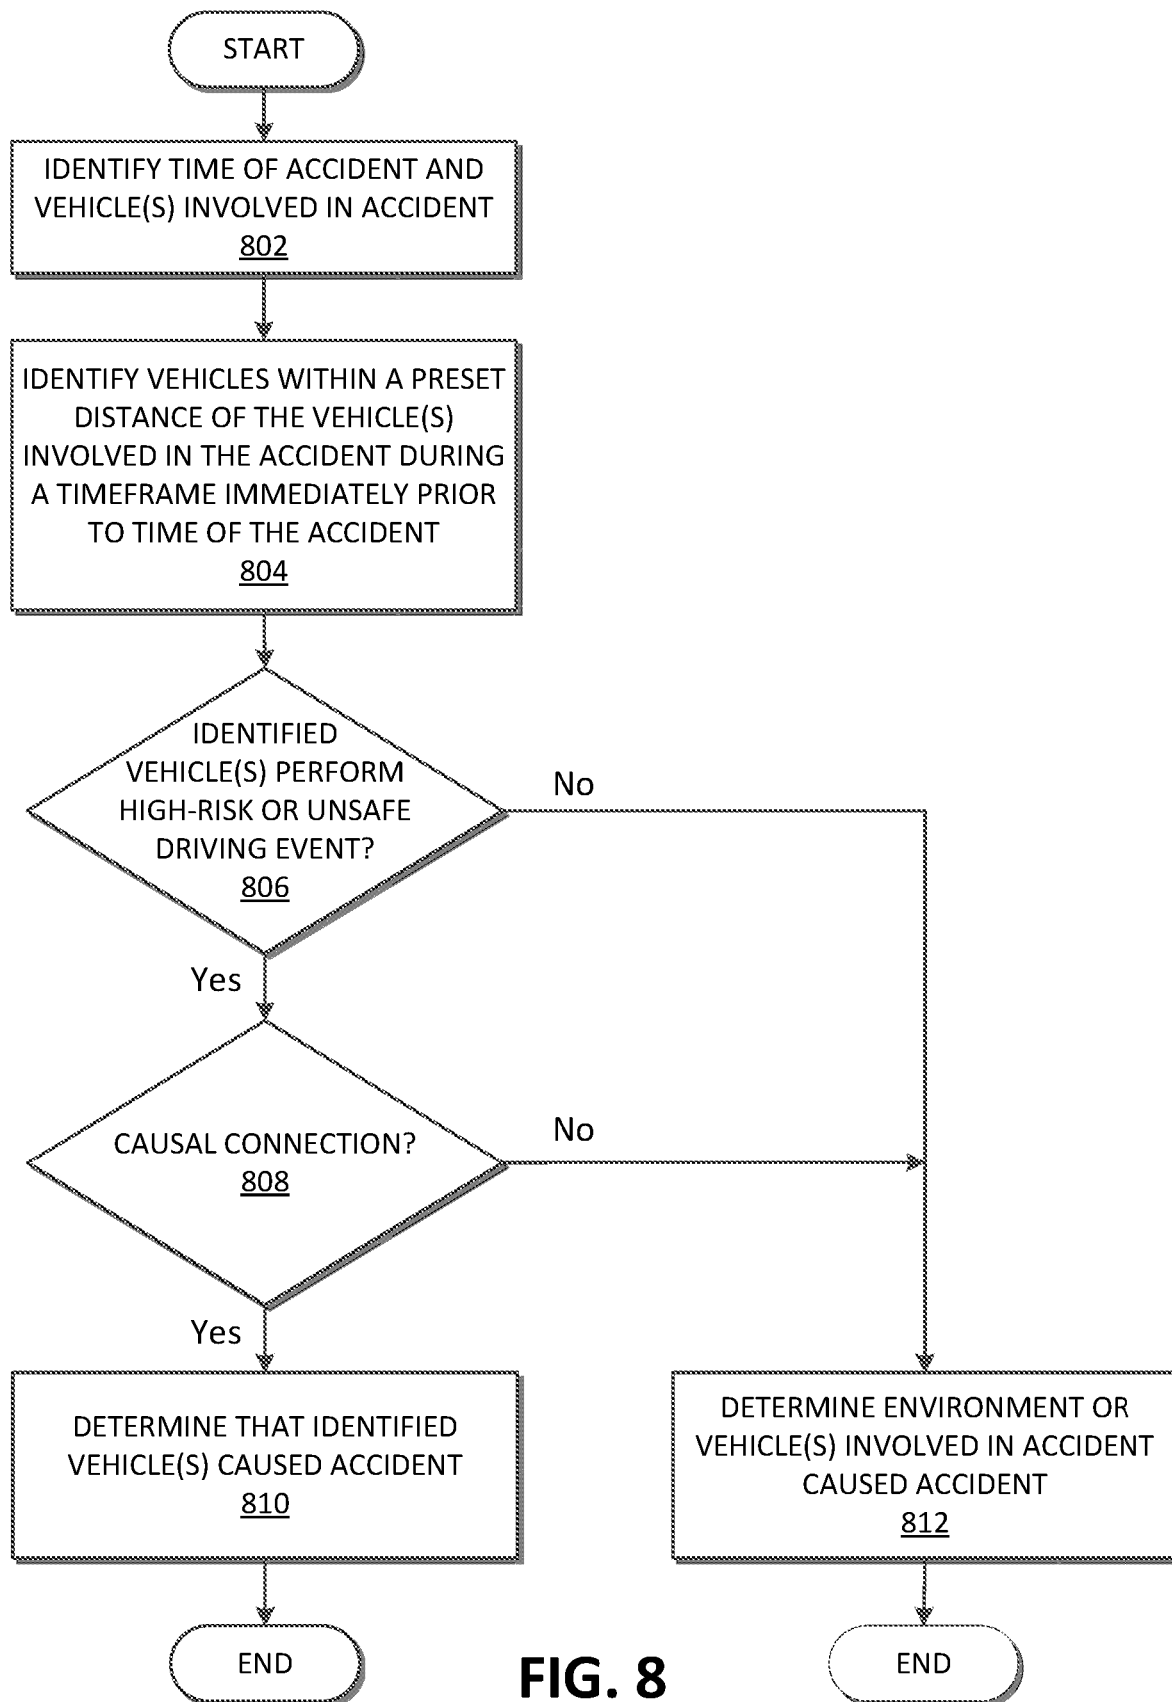 START
IDENTIFY TIME OF ACCIDENT AND
VEHICLE(S) INVOLVED IN ACCIDENT
802
IDENTIFY VEHICLES WITHIN A PRESET
DISTANCE OF THE VEHICLE(S)
INVOLVED IN THE ACCIDENT DURING
A TIMEFRAME IMMEDIATELY PRIOR
TO TIME OF THE ACCIDENT
804
IDENTIFIED
VEHICLE(S) PERFORM
HIGH-RISK OR UNSAFE
DRIVING EVENT?
806
No
Yes
CAUSAL CONNECTION?
808
No
Yes
DETERMINE THAT IDENTIFIED
VEHICLE(S) CAUSED ACCIDENT
810
DETERMINE ENVIRONMENT OR
VEHICLE(S) INVOLVED IN ACCIDENT
CAUSED ACCIDENT
812
END
END
FIG. 8